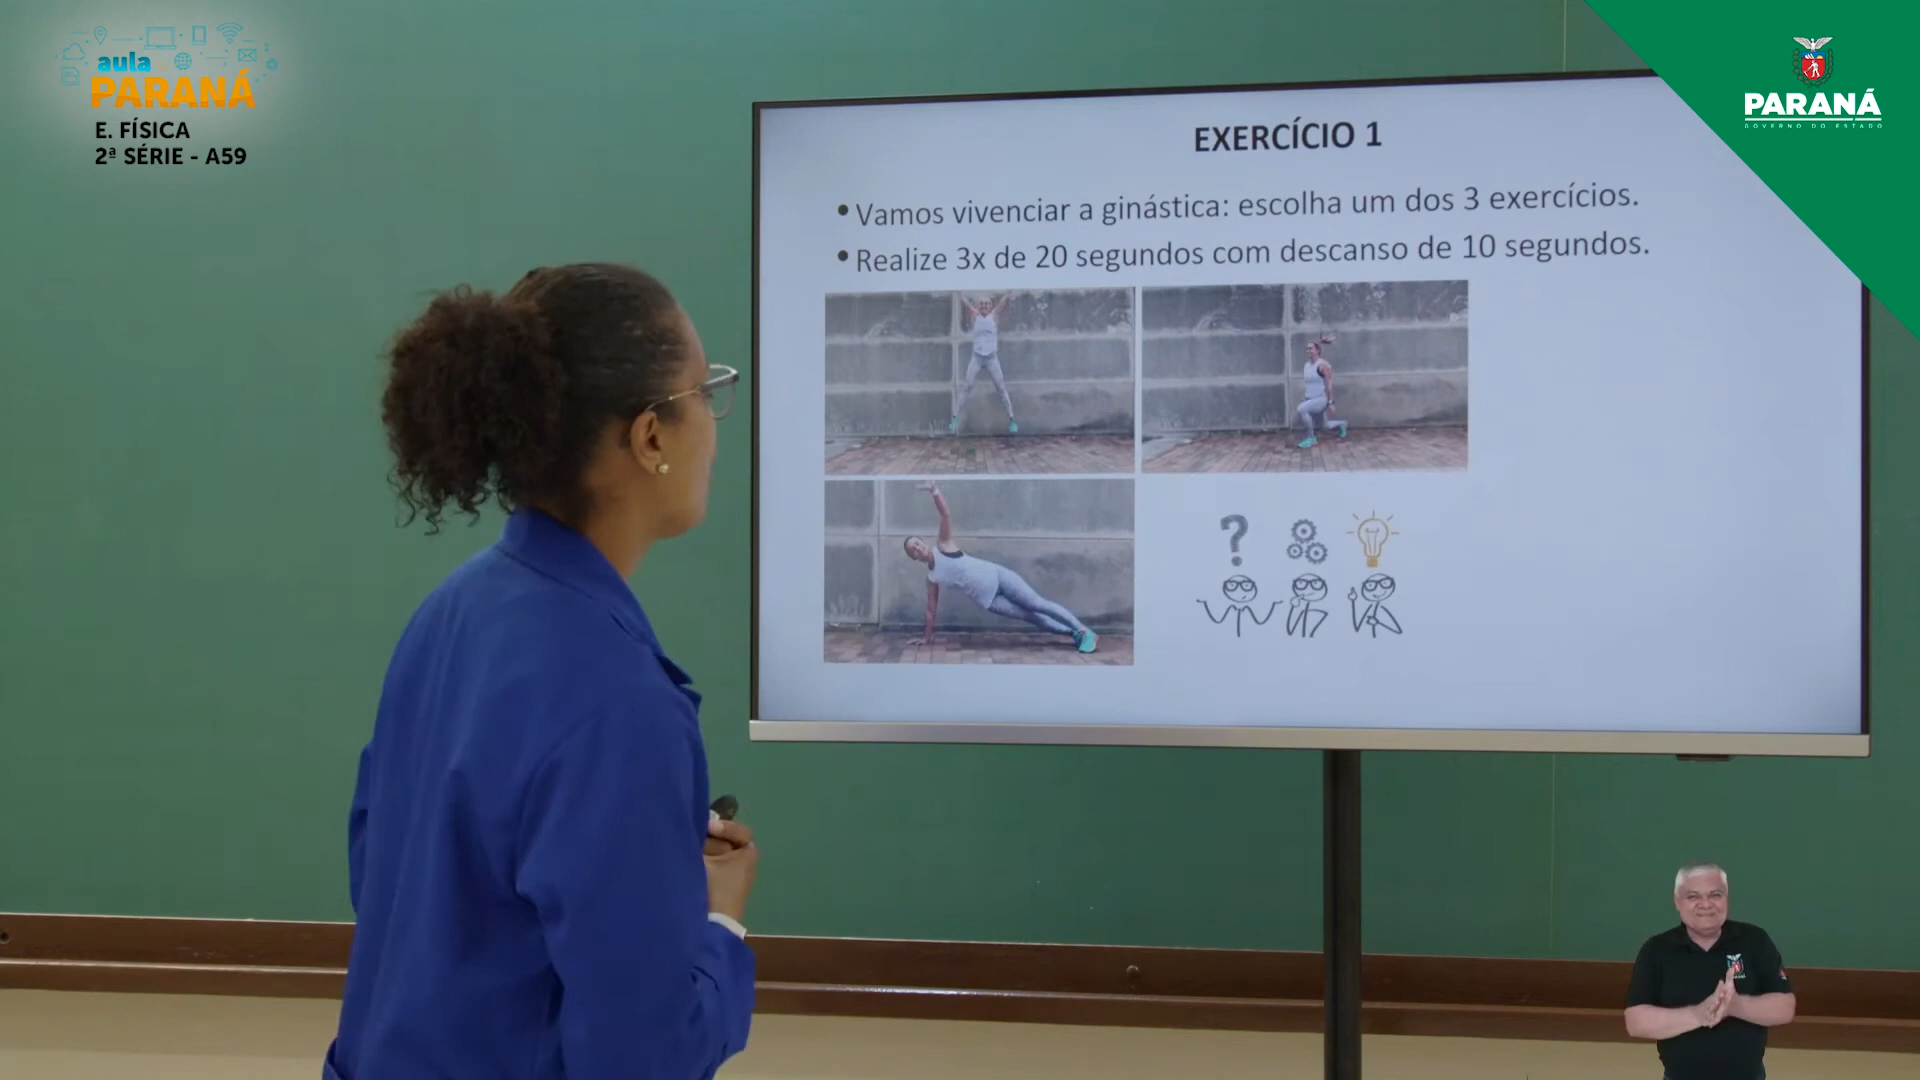 aula
PARANÁ
E. FÍSICA
2ª SÉRIE - A59
PARANÁ
GOVERNO DO ESTADO
EXERCÍCIO 1
• Vamos vivenciar a ginástica: escolha um dos 3 exercícios.
• Realize 3x de 20 segundos com descanso de 10 segundos.
?